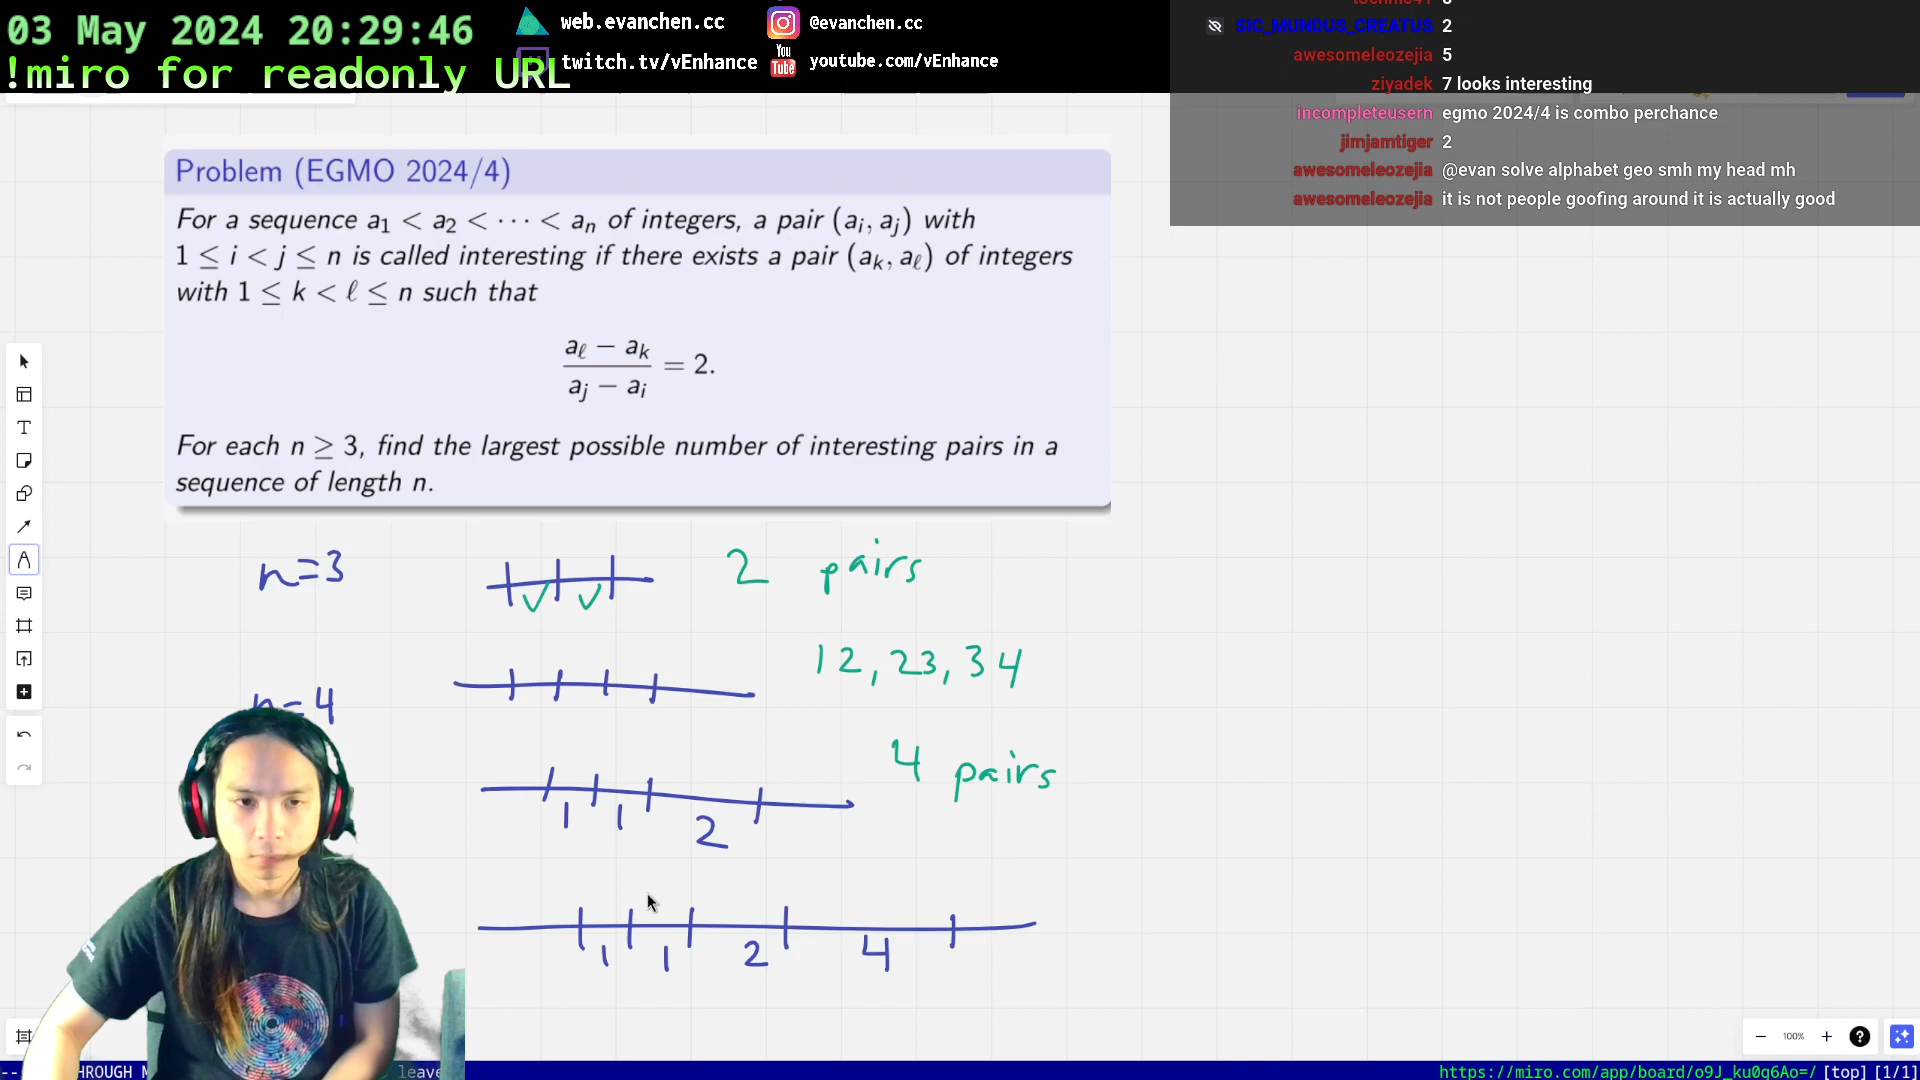 03 May 2024 20:29:46
!miro for readonly URL
web.evanchen.cc
twitch.tv/vEnhance
@evanchen.cc
You Tube
youtube.com/vEnhance
SIC_MUNDUS_CREATUS 2
awesomeleozejia 5
ziyadek 7 looks interesting
incompleteusern egmo 2024/4 is combo perchance
jimjamtiger 2
awesomeleozejia @evan solve alphabet geo smh my head mh
awesomeleozejia it is not people goofing around it is actually good
Problem (EGMO 2024/4)
For a sequence a₁ < a₂ < ⋯ < aₙ of integers, a pair (aᵢ, aⱼ) with
1 ≤ i < j ≤ n is called interesting if there exists a pair (aₖ, aℓ) of integers
with 1 ≤ k < ℓ ≤ n such that
(aℓ − aₖ)/(aⱼ − aᵢ) = 2.
For each n ≥ 3, find the largest possible number of interesting pairs in a
sequence of length n.
n=3
2 pairs
12, 23, 34
n=4
4 pairs
1 1 2
1 1 2 4
100%
HROUGH
leave
https://miro.com/app/board/o9J_ku0g6Ao=/ [top] [1/1]